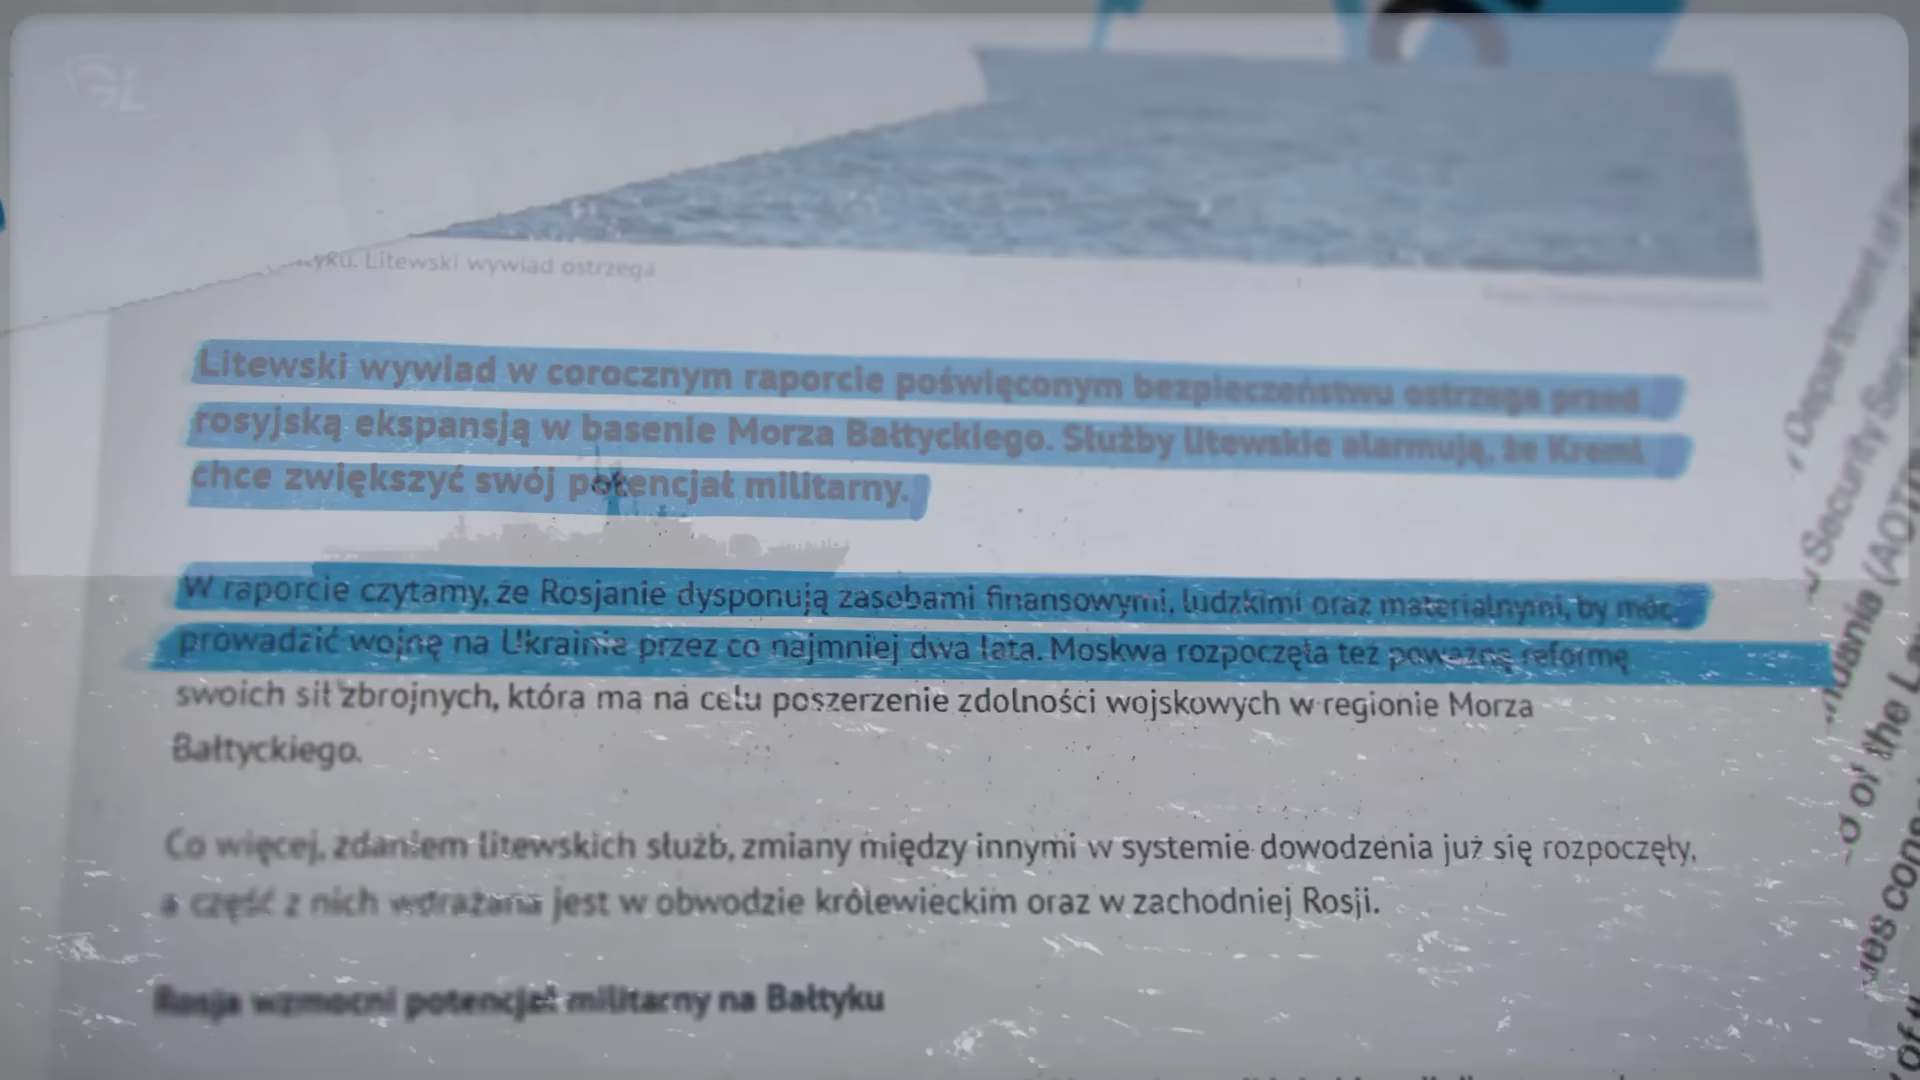 GL
yku. Litewski wywiad ostrzega
Litewski wywiad w corocznym raporcie poświęconym bezpieczeństwu ostrzega przed
rosyjską ekspansją w basenie Morza Bałtyckiego. Służby litewskie alarmują, że Kreml
chce zwiększyć swój potencjał militarny.
W raporcie czytamy, że Rosjanie dysponują zasobami finansowymi, ludzkimi oraz materialnymi, by móc
prowadzić wojnę na Ukrainie przez co najmniej dwa lata. Moskwa rozpoczęła też poważną reformę
swoich sił zbrojnych, która ma na celu poszerzenie zdolności wojskowych w regionie Morza
Bałtyckiego.
Co więcej, zdaniem litewskich służb, zmiany między innymi w systemie dowodzenia już się rozpoczęły,
a część z nich wdrażana jest w obwodzie królewieckim oraz w zachodniej Rosji.
Rosja wzmocni potencjał militarny na Bałtyku
Department
Security
(AOTD
of the